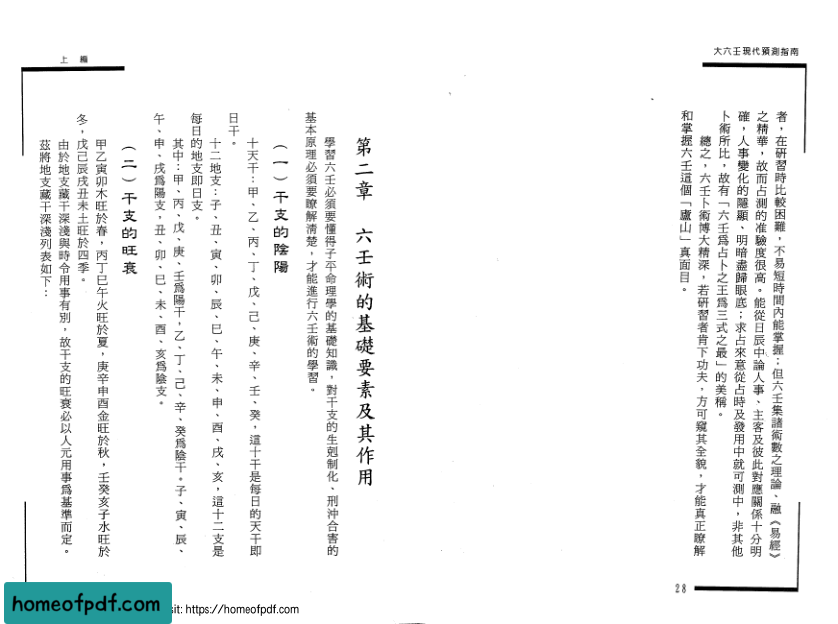 大六壬現代預測指南
者，在研習時比較困難，不易短時間內能掌握；但六壬集諸術數之理論、融《易經》
之精華，故而占測的准驗度很高。能從日辰中論人事、主客及彼此對應關係十分明
確，人事變化的隱顯、明暗盡歸眼底；求占來意從占時及發用中就可測中，非其他
卜術所比，故有「六壬爲占卜之王爲三式之最」的美稱。
總之，六壬卜術博大精深，若研習者肯下功夫，方可窺其全貌，才能真正瞭解
和掌握六壬這個「廬山」真面目。
28
上編
第二章 六壬術的基礎要素及其作用
學習六壬必須要懂得子平命理學的基礎知識，對干支的生剋制化、刑沖合害的
基本原理必須要瞭解清楚，才能進行六壬術的學習。
（一）干支的陰陽
十天干：甲、乙、丙、丁、戊、己、庚、辛、壬、癸，這十干是每日的天干即
日干。
十二地支：子、丑、寅、卯、辰、巳、午、未、申、酉、戌、亥，這十二支是
每日的地支即日支。
其中：甲、丙、戊、庚、壬爲陽干，乙、丁、己、辛、癸爲陰干。子、寅、辰、
午、申、戌爲陽支，丑、卯、巳、未、酉、亥爲陰支。
（二）干支的旺衰
甲乙寅卯木旺於春，丙丁巳午火旺於夏，庚辛申酉金旺於秋，壬癸亥子水旺於
冬，戊己辰戌丑未土旺於四季。
由於地支藏干深淺與時令用事有別，故干支的旺衰必以人元用事爲基準而定。
茲將地支藏干深淺列表如下：
homeofpdf.com
sit: https://homeofpdf.com